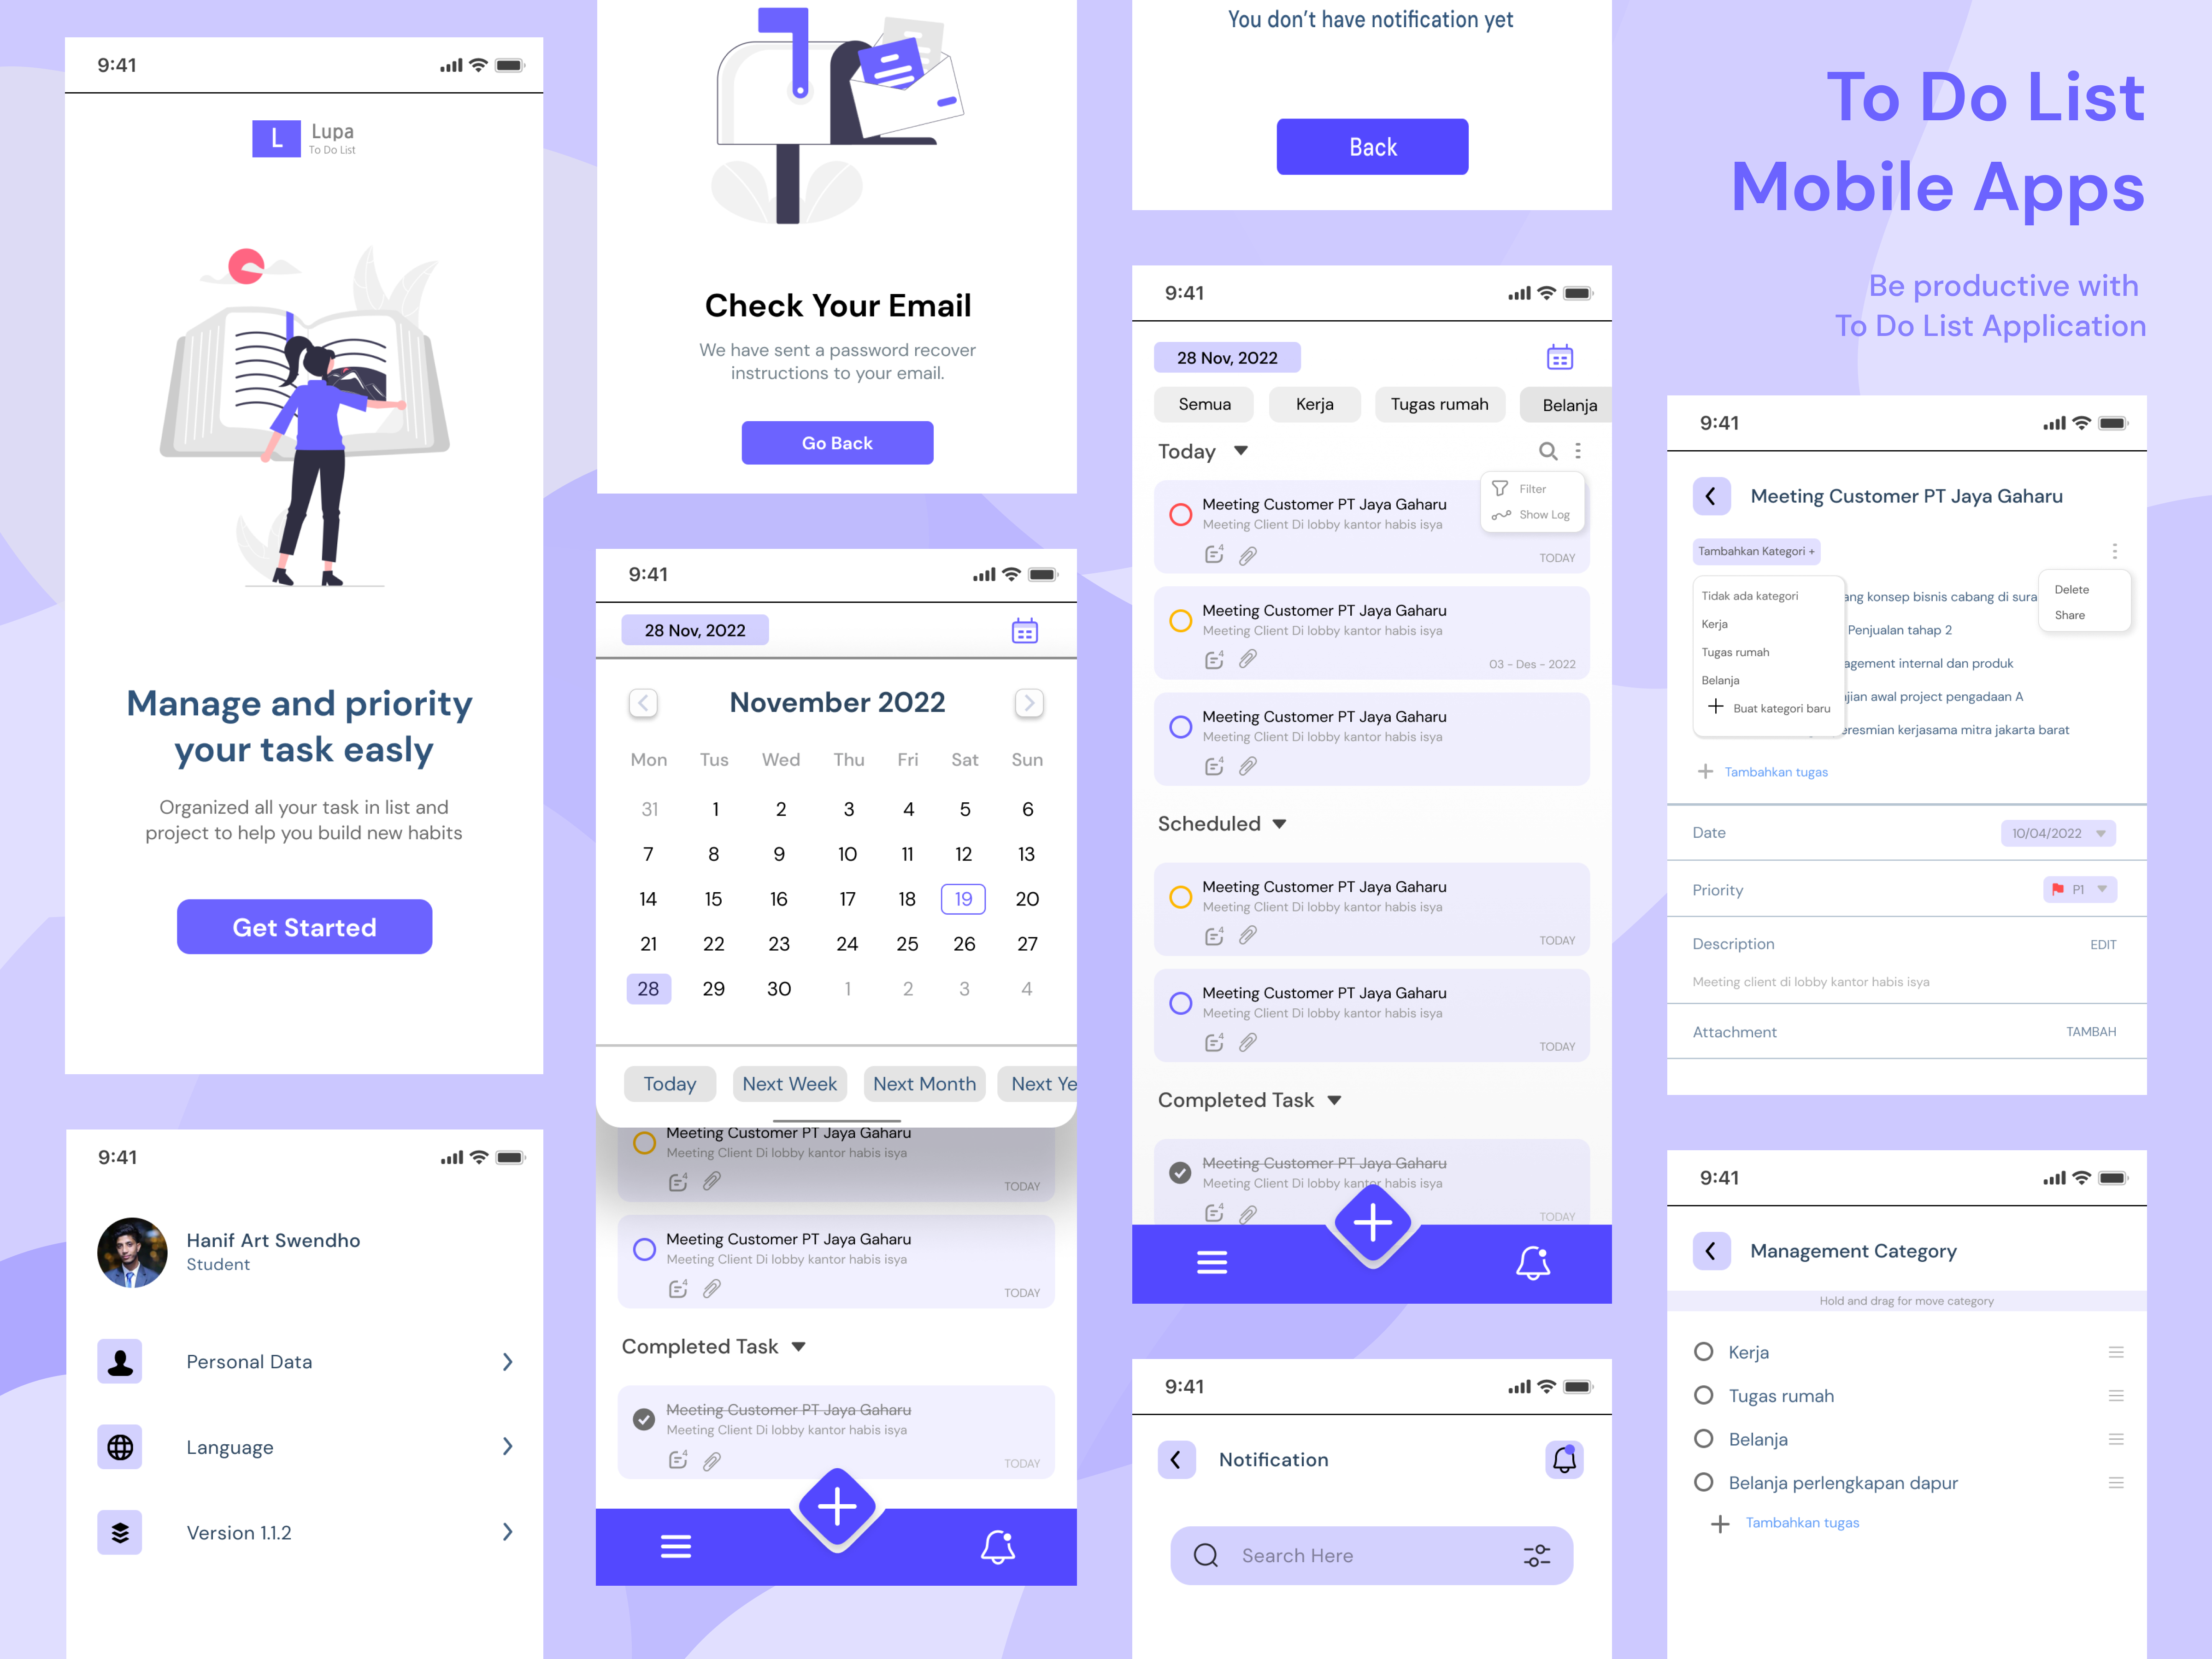 9:41
L
Lupa
To Do List
Manage and priority
your task easly
Organized all your task in list and
project to help you build new habits
Get Started
9:41
Hanif Art Swendho
Student
Personal Data
Language
Version 1.1.2
Check Your Email
We have sent a password recover
instructions to your email.
Go Back
9:41
28 Nov, 2022
November 2022
Mon Tus Wed Thu Fri Sat Sun
31 1 2 3 4 5 6
7 8 9 10 11 12 13
14 15 16 17 18 19 20
21 22 23 24 25 26 27
28 29 30 1 2 3 4
Today Next Week Next Month Next Ye
Meeting Customer PT Jaya Gaharu
Meeting Client Di lobby kantor habis isya
4
TODAY
Meeting Customer PT Jaya Gaharu
Meeting Client Di lobby kantor habis isya
4
TODAY
Completed Task
Meeting Customer PT Jaya Gaharu
Meeting Client Di lobby kantor habis isya
4
TODAY
You don't have notification yet
Back
9:41
28 Nov, 2022
Semua Kerja Tugas rumah Belanja
Today
Filter
Show Log
Meeting Customer PT Jaya Gaharu
Meeting Client Di lobby kantor habis isya
4
TODAY
Meeting Customer PT Jaya Gaharu
Meeting Client Di lobby kantor habis isya
4
03 - Des - 2022
Meeting Customer PT Jaya Gaharu
Meeting Client Di lobby kantor habis isya
4
Scheduled
Meeting Customer PT Jaya Gaharu
Meeting Client Di lobby kantor habis isya
4
TODAY
Meeting Customer PT Jaya Gaharu
Meeting Client Di lobby kantor habis isya
4
TODAY
Completed Task
Meeting Customer PT Jaya Gaharu
Meeting Client Di lobby kantor habis isya
4
TODAY
9:41
Notification
Search Here
To Do List
Mobile Apps
Be productive with
To Do List Application
9:41
Meeting Customer PT Jaya Gaharu
Tambahkan Kategori +
Tidak ada kategori
Kerja
Tugas rumah
Belanja
Buat kategori baru
ang konsep bisnis cabang di sura
Penjualan tahap 2
agement internal dan produk
jian awal project pengadaan A
eresmian kerjasama mitra jakarta barat
Delete
Share
Tambahkan tugas
Date 10/04/2022
Priority P1
Description EDIT
Meeting client di lobby kantor habis isya
Attachment TAMBAH
9:41
Management Category
Hold and drag for move category
Kerja
Tugas rumah
Belanja
Belanja perlengkapan dapur
Tambahkan tugas